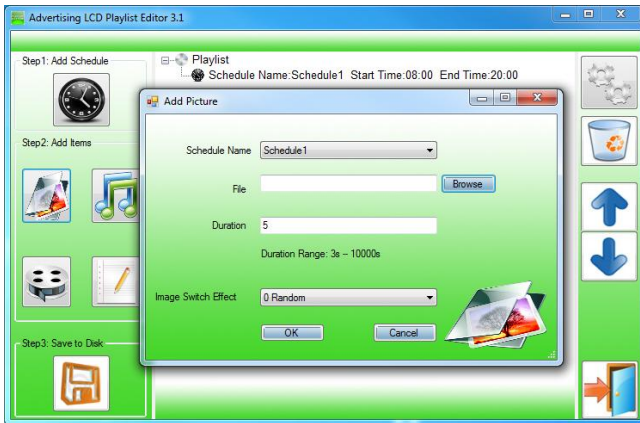 Advertising LCD Playlist Editor 3.1
Step1: Add Schedule
Playlist
Schedule Name:Schedule1 Start Time:08:00 End Time:20:00
Add Picture
Step2: Add Items
Schedule Name
Schedule1
File
Browse
Duration
5
Duration Range: 3s – 10000s
Image Switch Effect
0 Random
OK
Cancel
Step3: Save to Disk